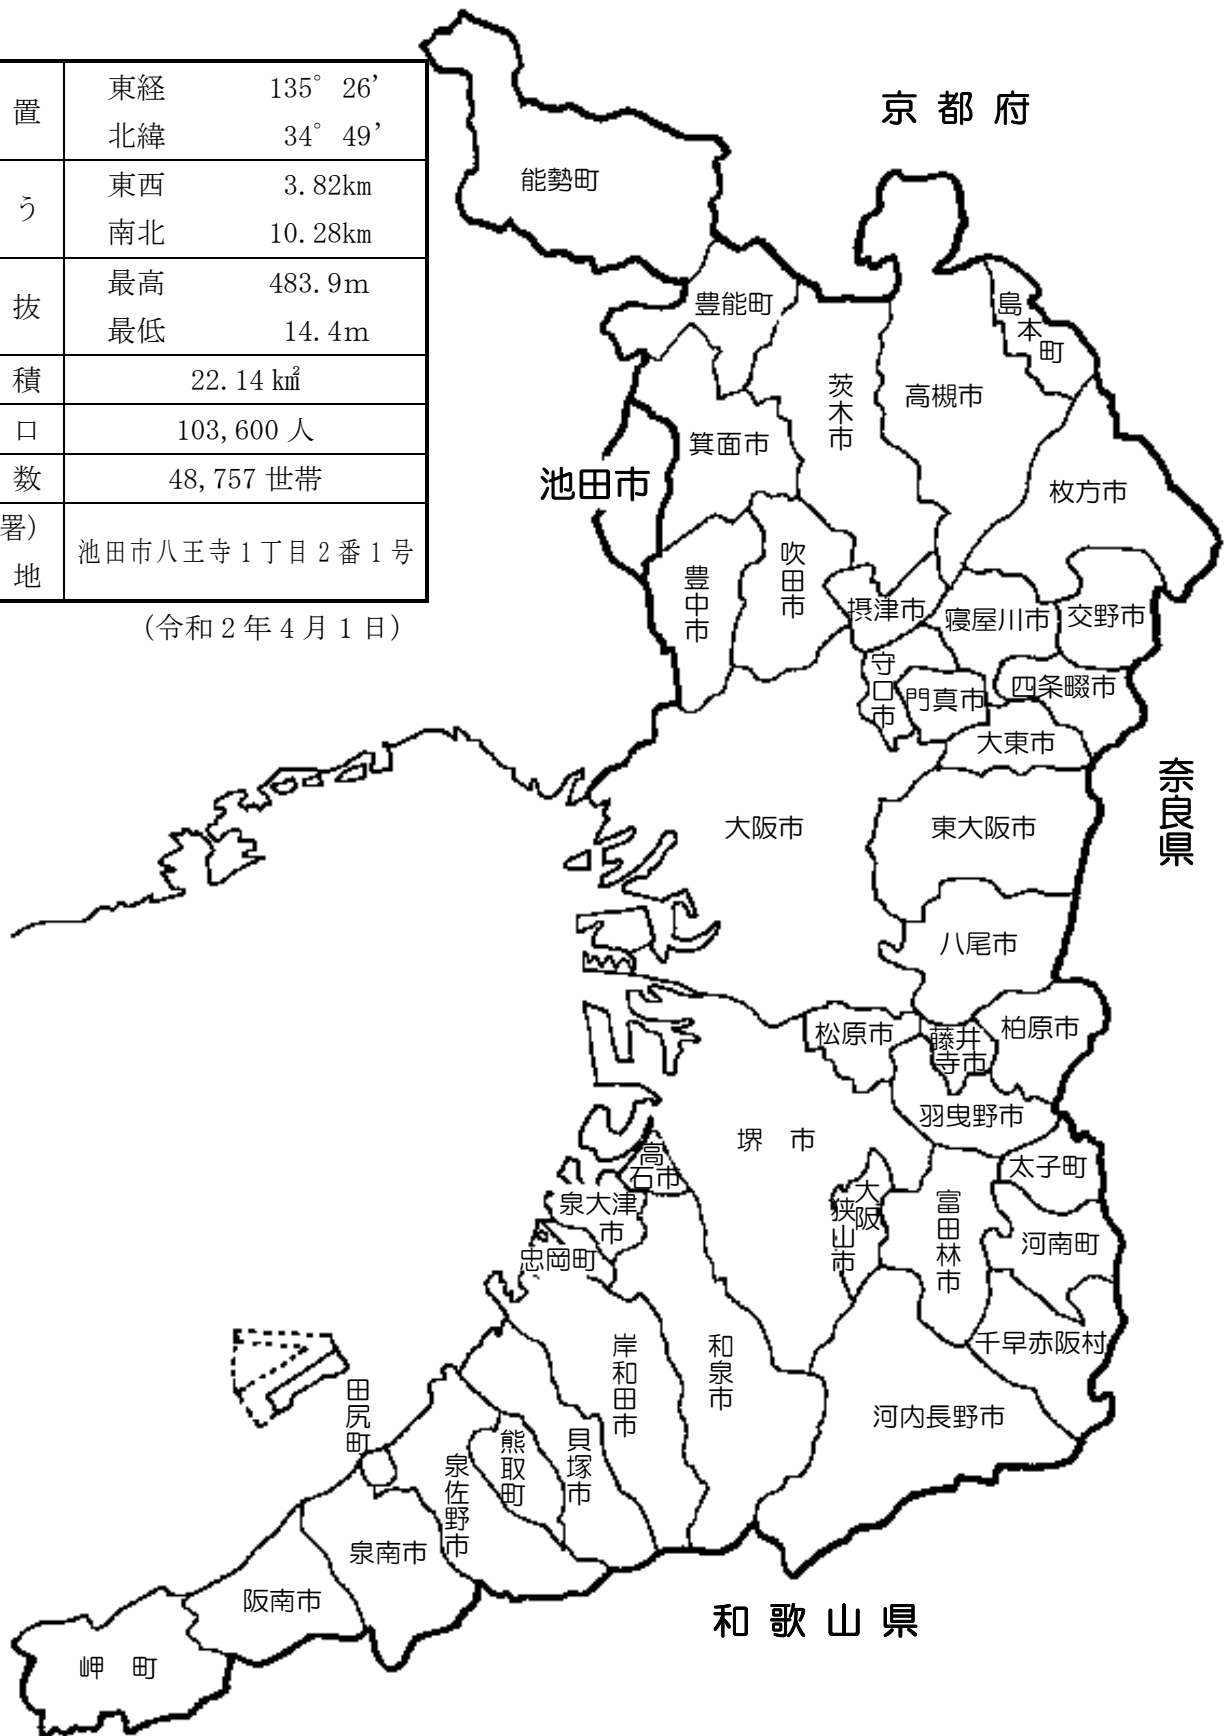 置
東経 135°26’
北緯 34°49’
う
東西 3.82km
南北 10.28km
抜
最高 483.9m
最低 14.4m
積
22.14㎢
口
103,600人
数
48,757世帯
署)
地
池田市八王寺1丁目2番1号
(令和2年4月1日)
京都府
能勢町
豊能町
島本町
茨木市
高槻市
箕面市
池田市
枚方市
吹田市
豊中市
摂津市
寝屋川市
交野市
守口市
門真市
四条畷市
大東市
奈良県
大阪市
東大阪市
八尾市
松原市
藤井
寺市
柏原市
羽曳野市
堺 市
高
石市
太子町
泉大津
市
大阪
狭山市
富田林市
河南町
忠岡町
千早赤阪村
岸和田市
和泉市
田尻町
河内長野市
熊取町
貝塚市
泉佐野市
泉南市
阪南市
和歌山県
岬 町